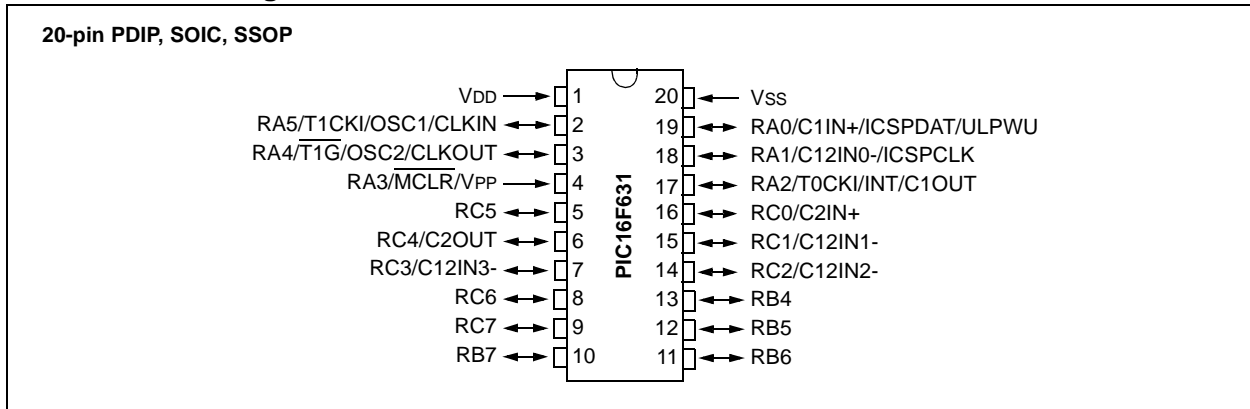 20-pin PDIP, SOIC, SSOP
VDD 1 20 VSS
RA5/T1CKI/OSC1/CLKIN 2 19 RA0/C1IN+/ICSPDAT/ULPWU
RA4/T1G/OSC2/CLKOUT 3 18 RA1/C12IN0-/ICSPCLK
RA3/MCLR/VPP 4 17 RA2/T0CKI/INT/C1OUT
RC5 5 16 RC0/C2IN+
RC4/C2OUT 6 15 RC1/C12IN1-
RC3/C12IN3- 7 14 RC2/C12IN2-
RC6 8 13 RB4
RC7 9 12 RB5
RB7 10 11 RB6
PIC16F631